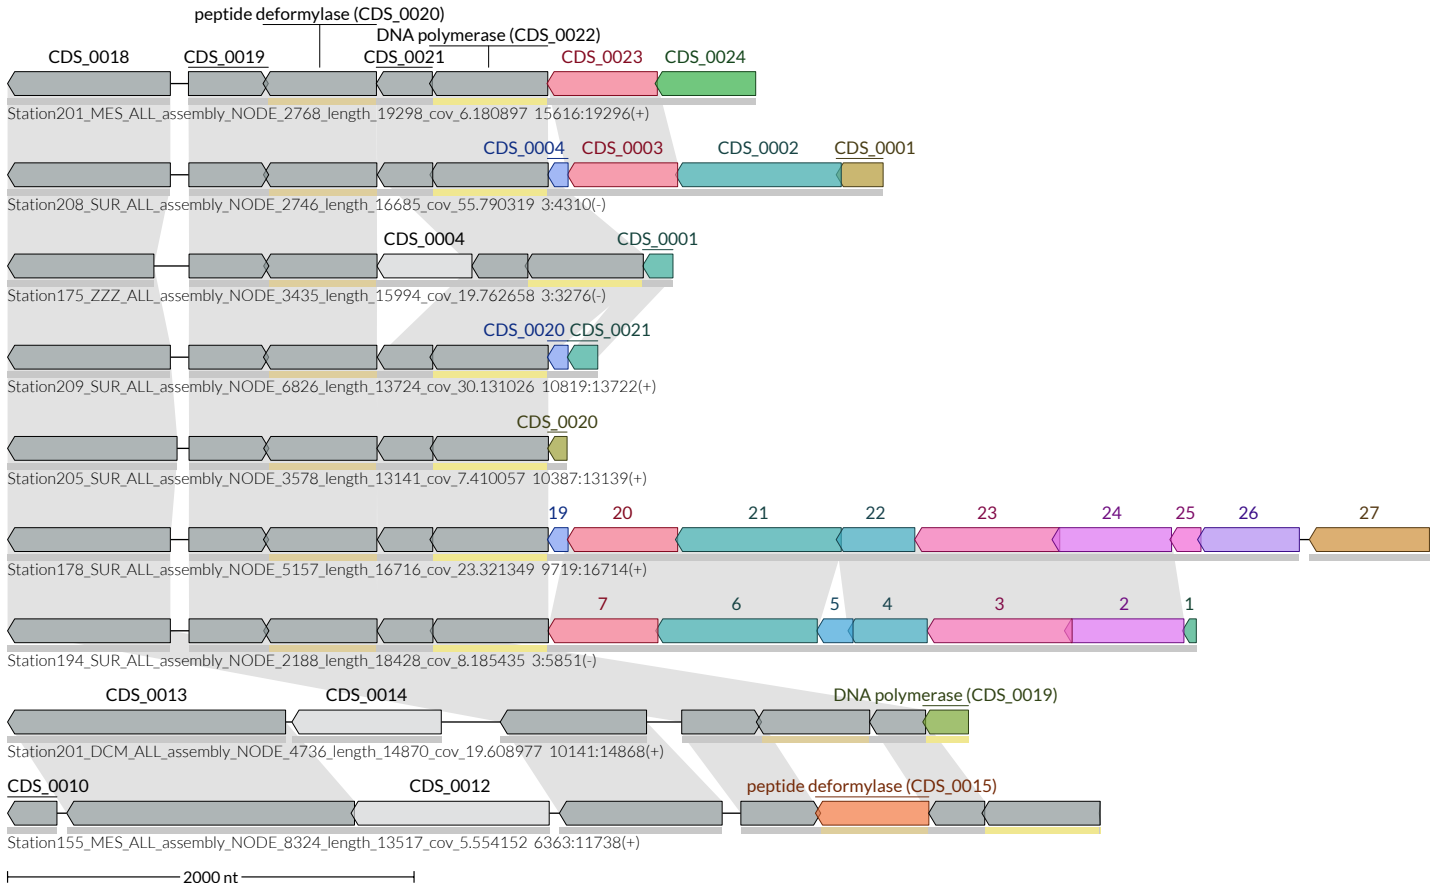 peptide deformylase (CDS_0020)
DNA polymerase (CDS_0022)
CDS_0018 CDS_0019 CDS_0021 CDS_0023 CDS_0024
Station201_MES_ALL_assembly_NODE_2768_length_19298_cov_6.180897 15616:19296(+)
CDS_0004 CDS_0003 CDS_0002 CDS_0001
Station208_SUR_ALL_assembly_NODE_2746_length_16685_cov_55.790319 3:4310(-)
CDS_0004 CDS_0001
Station175_ZZZ_ALL_assembly_NODE_3435_length_15994_cov_19.762658 3:3276(-)
CDS_0020 CDS_0021
Station209_SUR_ALL_assembly_NODE_6826_length_13724_cov_30.131026 10819:13722(+)
CDS_0020
Station205_SUR_ALL_assembly_NODE_3578_length_13141_cov_7.410057 10387:13139(+)
19 20 21 22 23 24 25 26 27
Station178_SUR_ALL_assembly_NODE_5157_length_16716_cov_23.321349 9719:16714(+)
7 6 5 4 3 2 1
Station194_SUR_ALL_assembly_NODE_2188_length_18428_cov_8.185435 3:5851(-)
CDS_0013 CDS_0014 DNA polymerase (CDS_0019)
Station201_DCM_ALL_assembly_NODE_4736_length_14870_cov_19.608977 10141:14868(+)
CDS_0010 CDS_0012 peptide deformylase (CDS_0015)
Station155_MES_ALL_assembly_NODE_8324_length_13517_cov_5.554152 6363:11738(+)
2000 nt